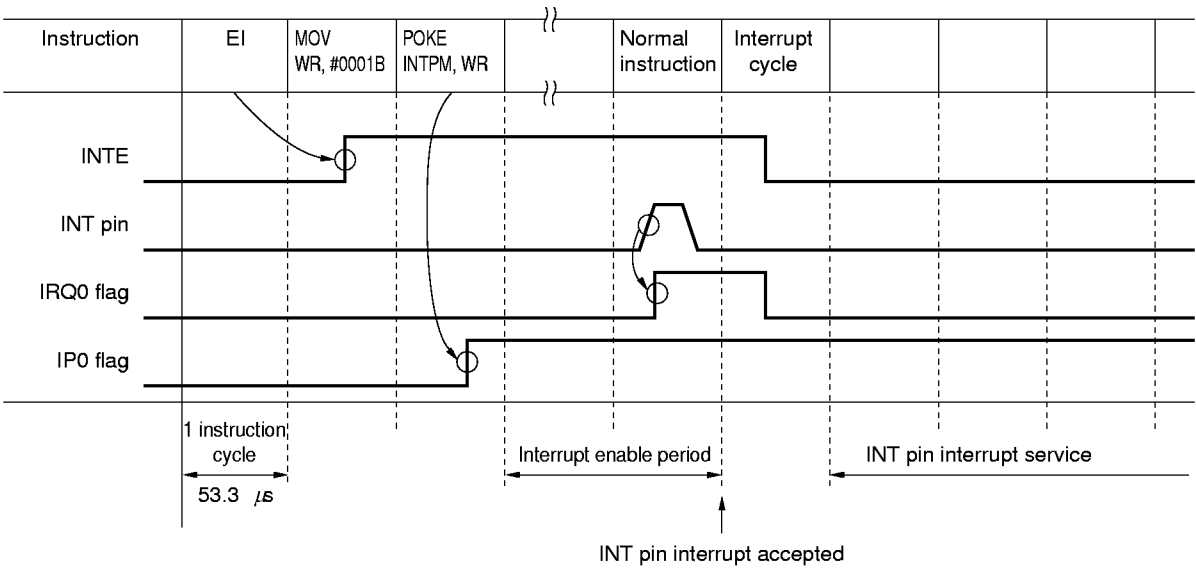 Instruction
EI
MOV
WR, #0001B
POKE
INTPM, WR
Normal
instruction
Interrupt
cycle
INTE
INT pin
IRQ0 flag
IP0 flag
1 instruction
cycle
53.3 μs
Interrupt enable period
INT pin interrupt service
INT pin interrupt accepted